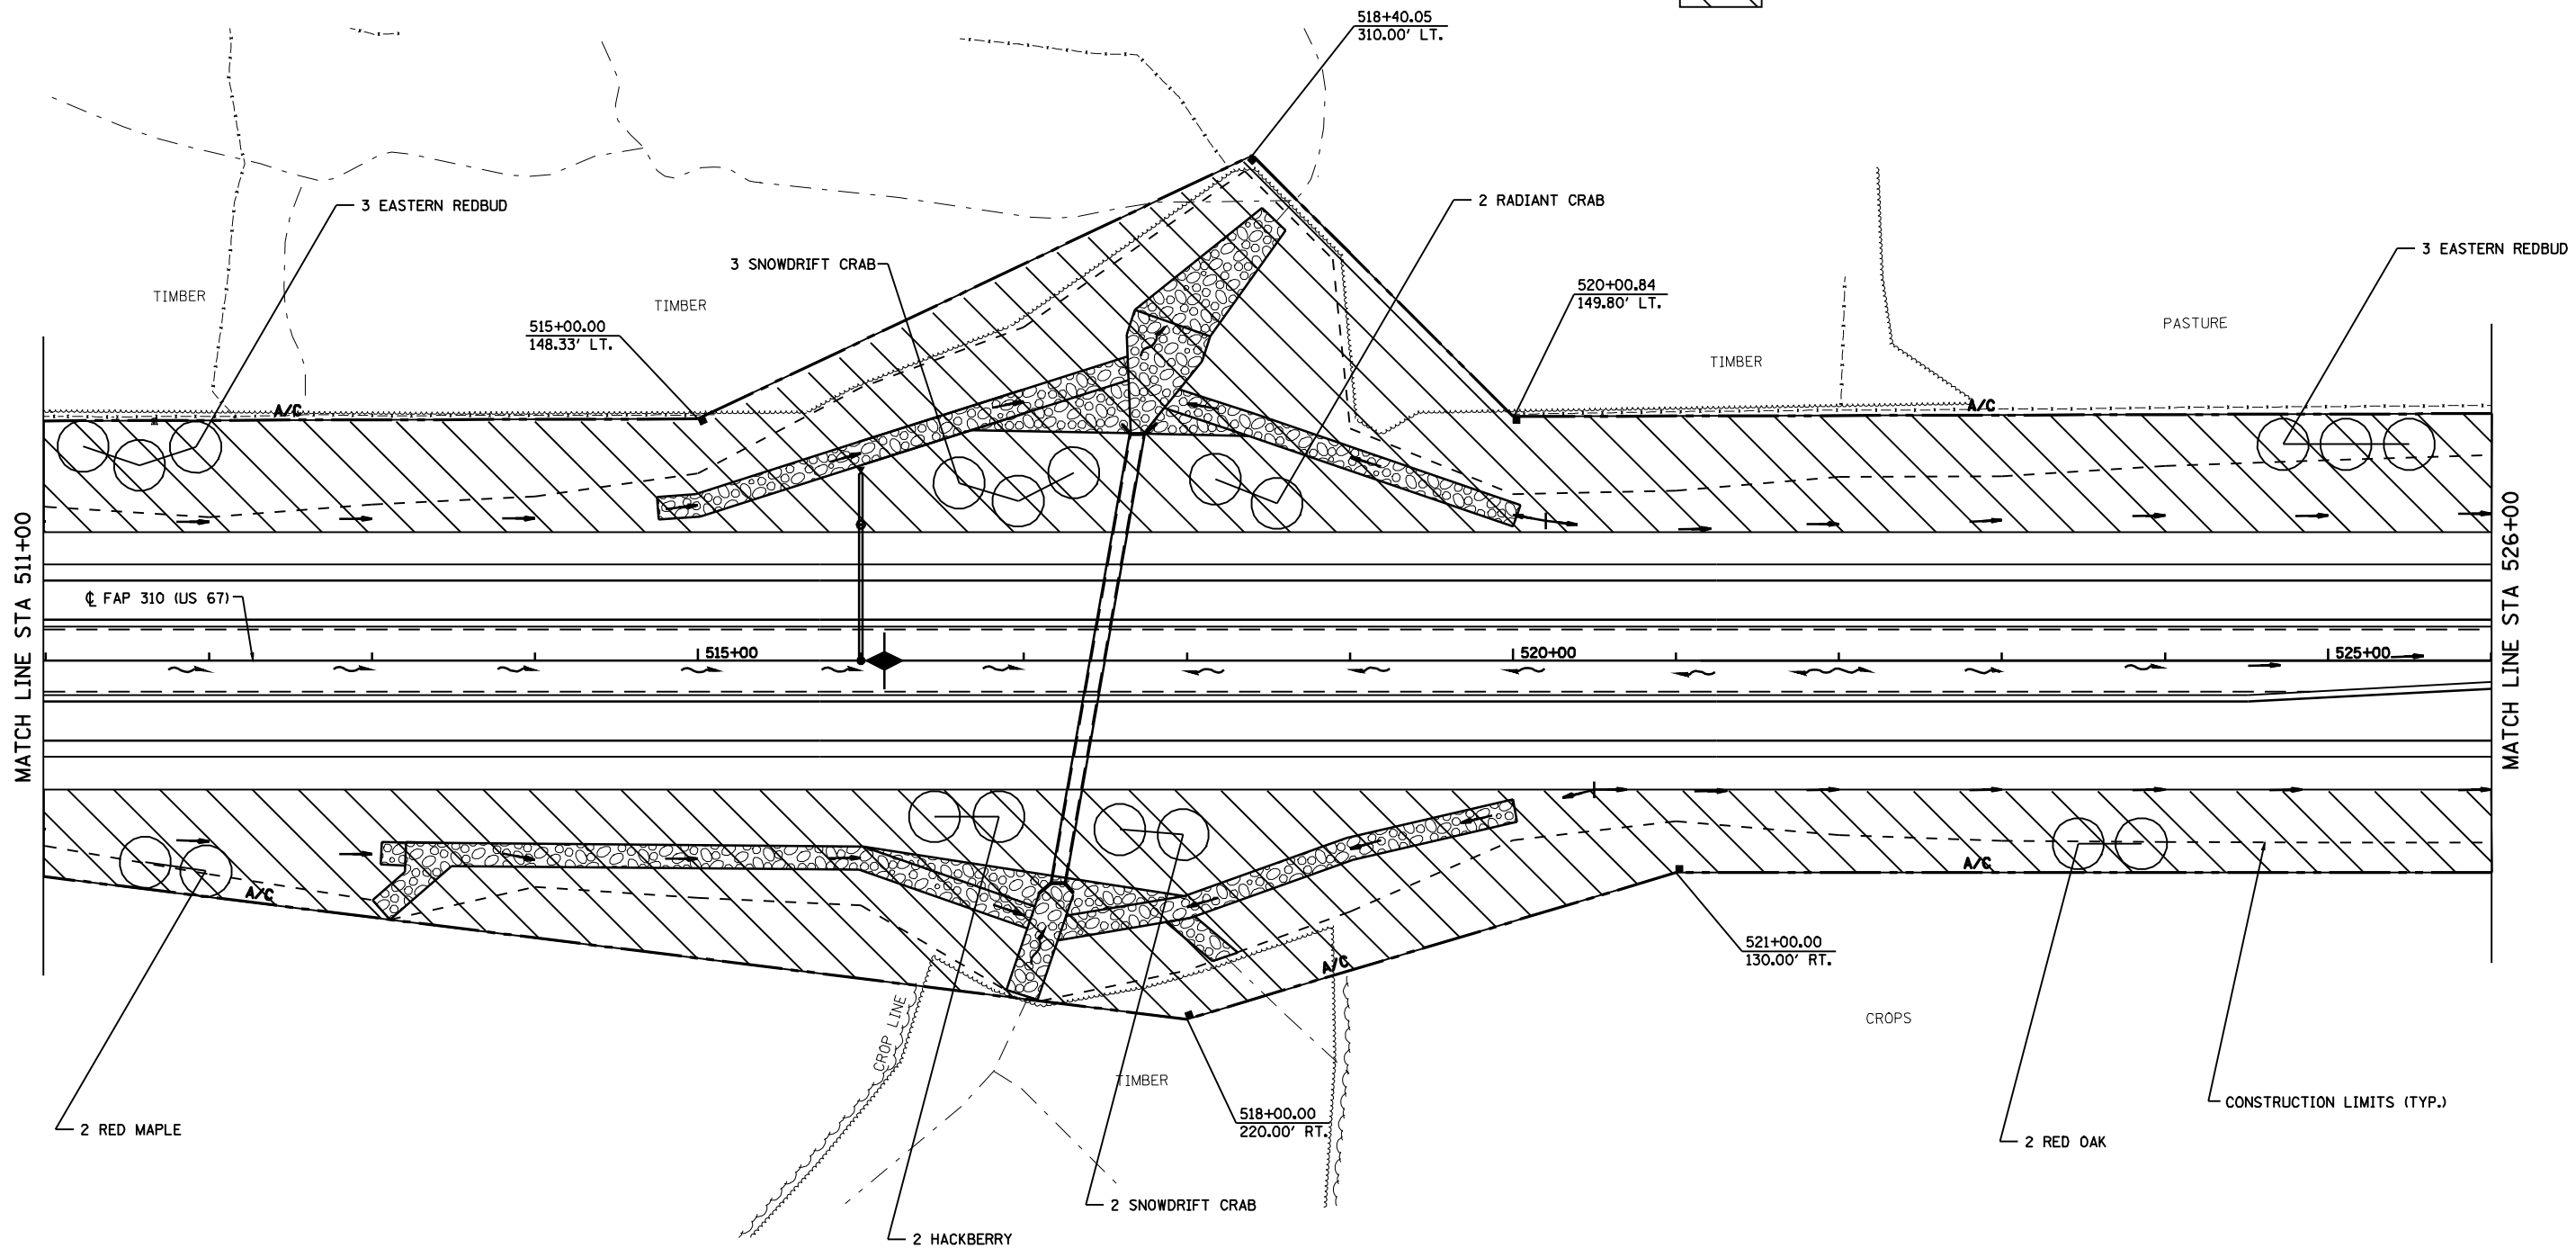 518+40.05
310.00' LT.
3 EASTERN REDBUD
2 RADIANT CRAB
3 EASTERN REDBUD
3 SNOWDRIFT CRAB
TIMBER
TIMBER
520+00.84
149.80' LT.
PASTURE
515+00.00
148.33' LT.
TIMBER
A/C
A/C
MATCH LINE STA 511+00
MATCH LINE STA 526+00
℄ FAP 310 (US 67)
515+00
520+00
525+00
A/C
A/C
A/C
521+00.00
130.00' RT.
CROP LINE
CROPS
TIMBER
518+00.00
220.00' RT.
CONSTRUCTION LIMITS (TYP.)
2 RED MAPLE
2 RED OAK
2 SNOWDRIFT CRAB
2 HACKBERRY